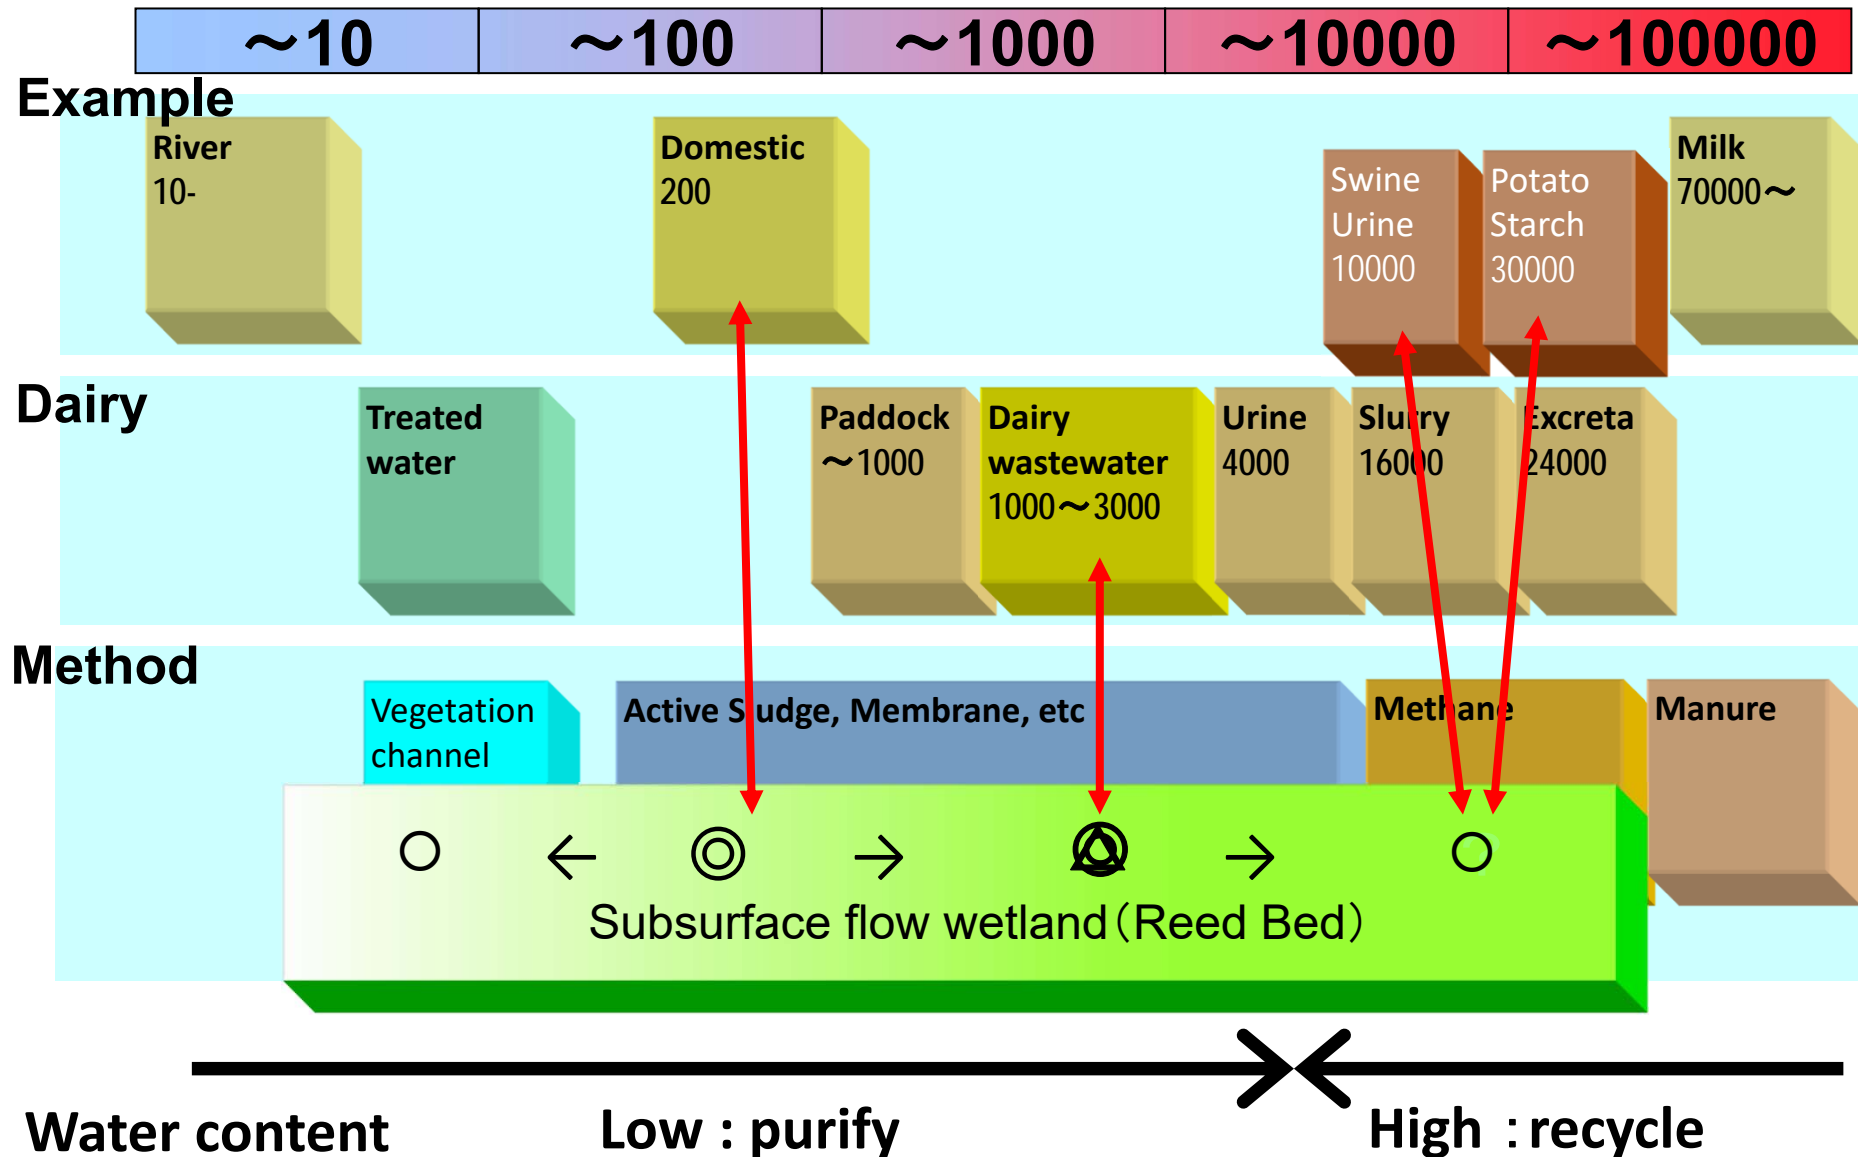 ~10 ~100 ~1000 ~10000 ~100000
Example
River
10-
Domestic
200
Swine
Urine
10000
Potato
Starch
30000
Milk
70000~
Dairy
Treated
water
Paddock
~1000
Dairy
wastewater
1000~3000
Urine
4000
Slurry
16000
Excreta
24000
Method
Vegetation
channel
Active Sludge, Membrane, etc
Methane
Manure
○ ← ◎ → → ○
Subsurface flow wetland（Reed Bed）
Water content Low : purify High : recycle